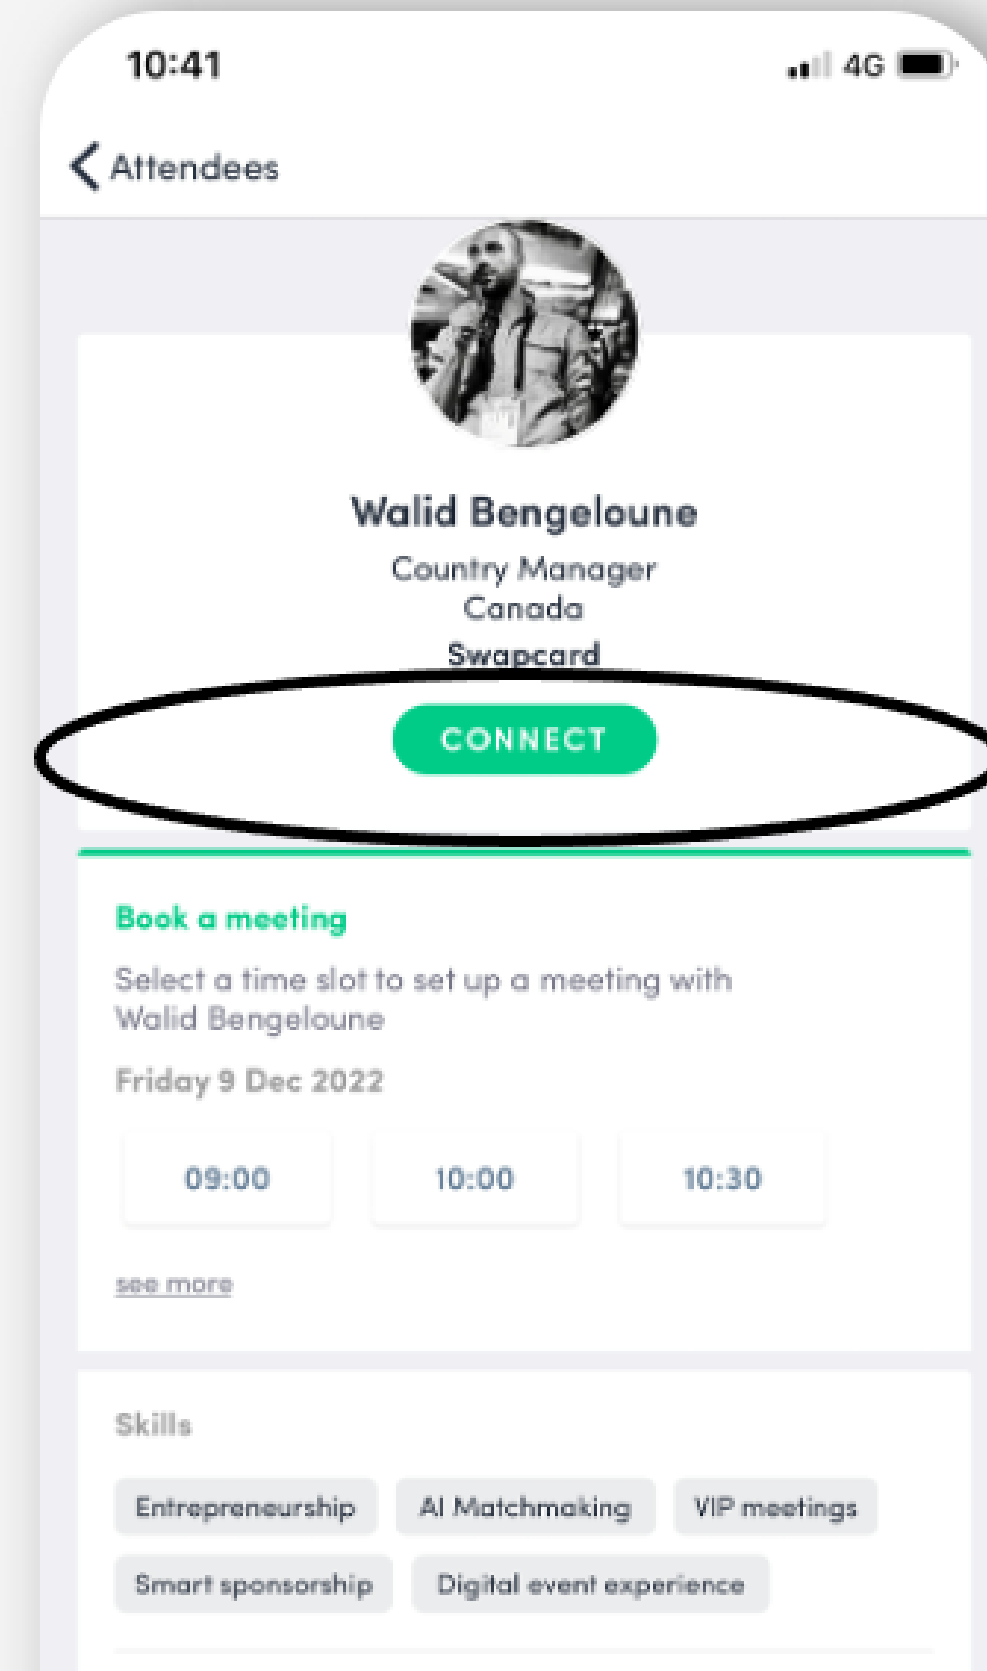 10:41
4G
Attendees
Walid Bengeloune
Country Manager
Canada
Swapcard
CONNECT
Book a meeting
Select a time slot to set up a meeting with
Walid Bengeloune
Friday 9 Dec 2022
09:00 10:00 10:30
see more
Skills
Entrepreneurship AI Matchmaking VIP meetings
Smart sponsorship Digital event experience